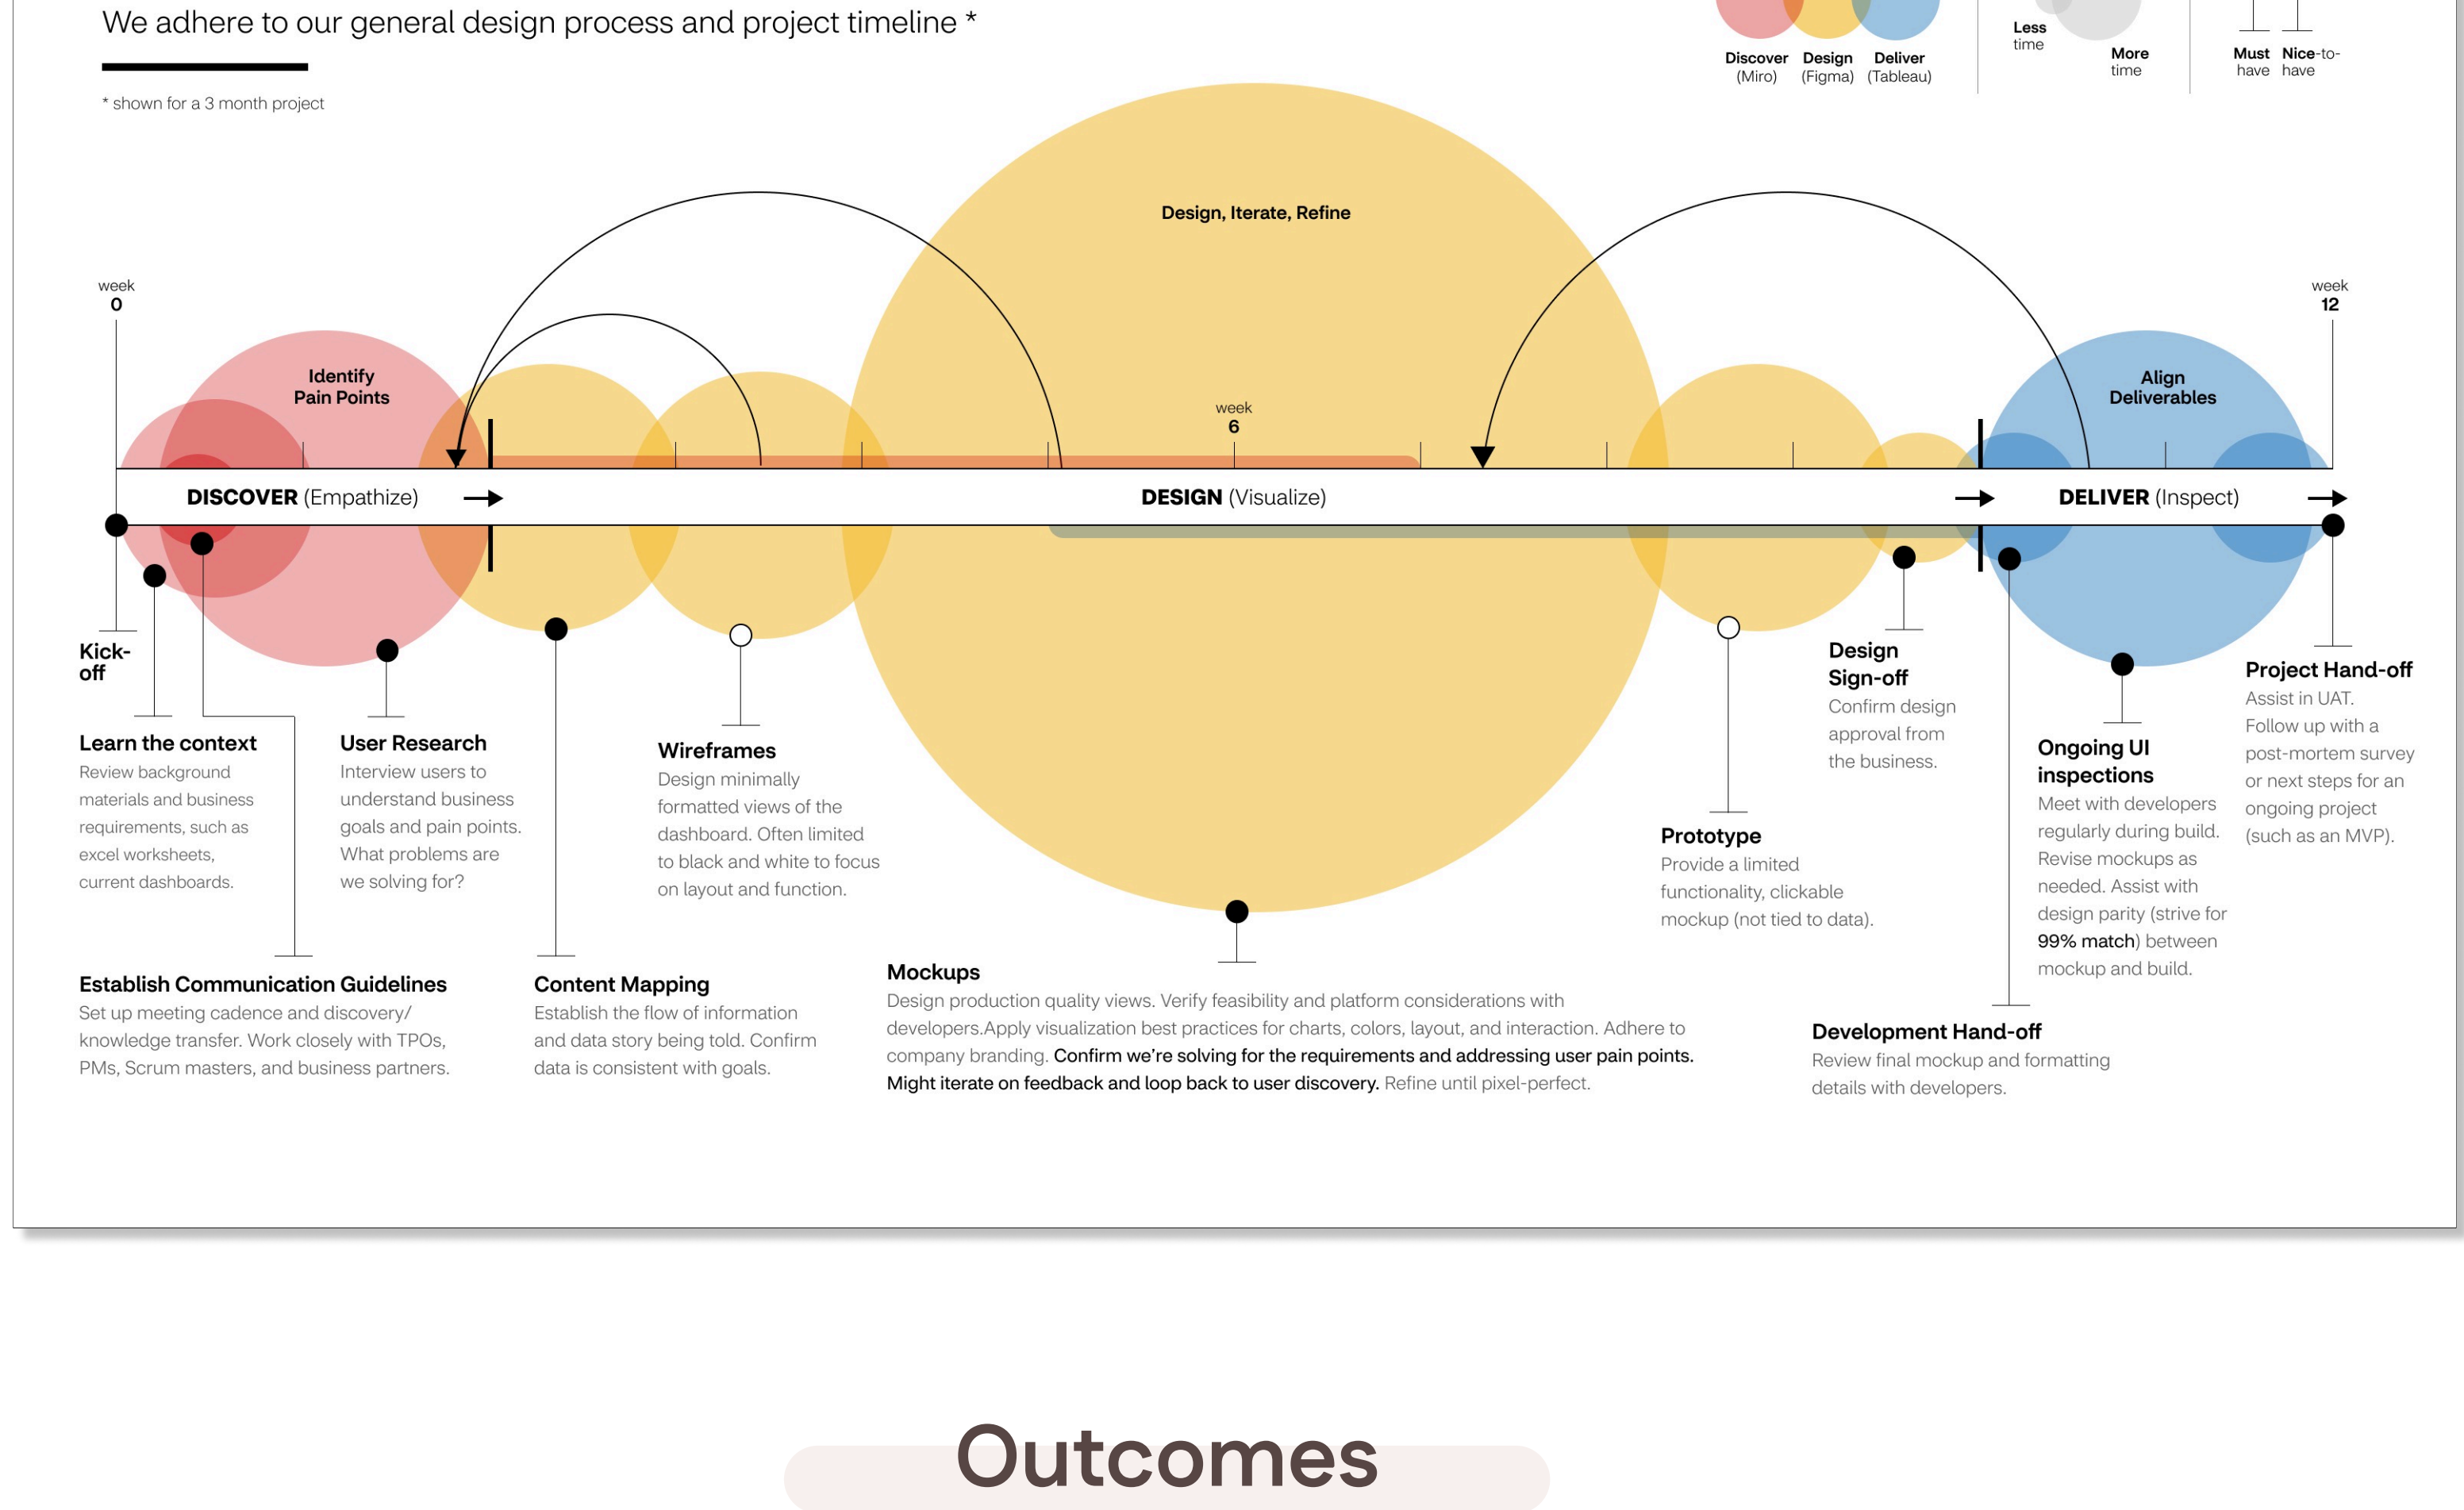 We adhere to our general design process and project timeline *
* shown for a 3 month project
Discover
(Miro)
Design
(Figma)
Deliver
(Tableau)
Less
time
More
time
Must
have
Nice-to-
have
Design, Iterate, Refine
week
0
week
12
Identify
Pain Points
Align
Deliverables
week
6
DISCOVER (Empathize)
DESIGN (Visualize)
DELIVER (Inspect)
Kick-
off
Learn the context
Review background
materials and business
requirements, such as
excel worksheets,
current dashboards.
Establish Communication Guidelines
Set up meeting cadence and discovery/
knowledge transfer. Work closely with TPOs,
PMs, Scrum masters, and business partners.
User Research
Interview users to
understand business
goals and pain points.
What problems are
we solving for?
Content Mapping
Establish the flow of information
and data story being told. Confirm
data is consistent with goals.
Wireframes
Design minimally
formatted views of the
dashboard. Often limited
to black and white to focus
on layout and function.
Mockups
Design production quality views. Verify feasibility and platform considerations with
developers.Apply visualization best practices for charts, colors, layout, and interaction. Adhere to
company branding. Confirm we're solving for the requirements and addressing user pain points.
Might iterate on feedback and loop back to user discovery. Refine until pixel-perfect.
Prototype
Provide a limited
functionality, clickable
mockup (not tied to data).
Design
Sign-off
Confirm design
approval from
the business.
Development Hand-off
Review final mockup and formatting
details with developers.
Ongoing UI
inspections
Meet with developers
regularly during build.
Revise mockups as
needed. Assist with
design parity (strive for
99% match) between
mockup and build.
Project Hand-off
Assist in UAT.
Follow up with a
post-mortem survey
or next steps for an
ongoing project
(such as an MVP).
Outcomes